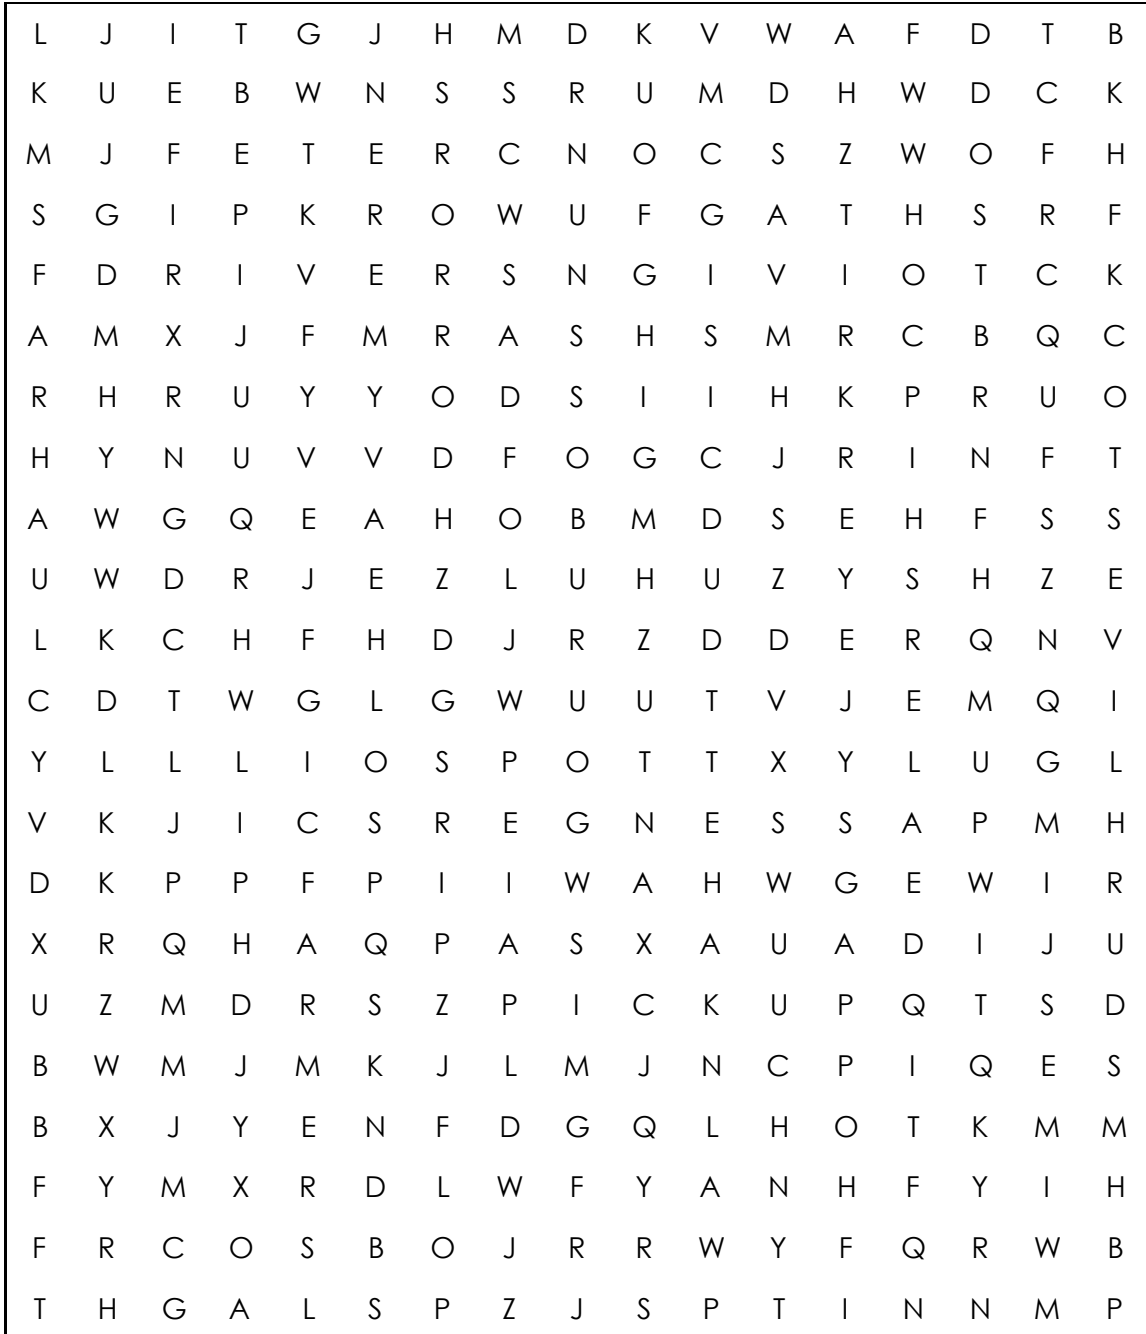 L J I T G J H M D K V W A F D T B
K U E B W N S S R U M D H W D C K
M J F E T E R C N O C S Z W O F H
S G I P K R O W U F G A T H S R F
F D R I V E R S N G I V I O T C K
A M X J F M R A S H S M R C B Q C
R H R U Y Y O D S I I H K P R U O
H Y N U V V D F O G C J R I N F T
A W G Q E A H O B M D S E H F S S
U W D R J E Z L U H U Z Y S H Z E
L K C H F H D J R Z D D E R Q N V
C D T W G L G W U U T V J E M Q I
Y L L L I O S P O T T X Y L U G L
V K J I C S R E G N E S S A P M H
D K P P F P I I W A H W G E W I R
X R Q H A Q P A S X A U A D I J U
U Z M D R S Z P I C K U P Q T S D
B W M J M K J L M J N C P I Q E S
B X J Y E N F D G Q L H O T K M M
F Y M X R D L W F Y A N H F Y I H
F R C O S B O J R R W Y F Q R W B
T H G A L S P Z J S P T I N N M P